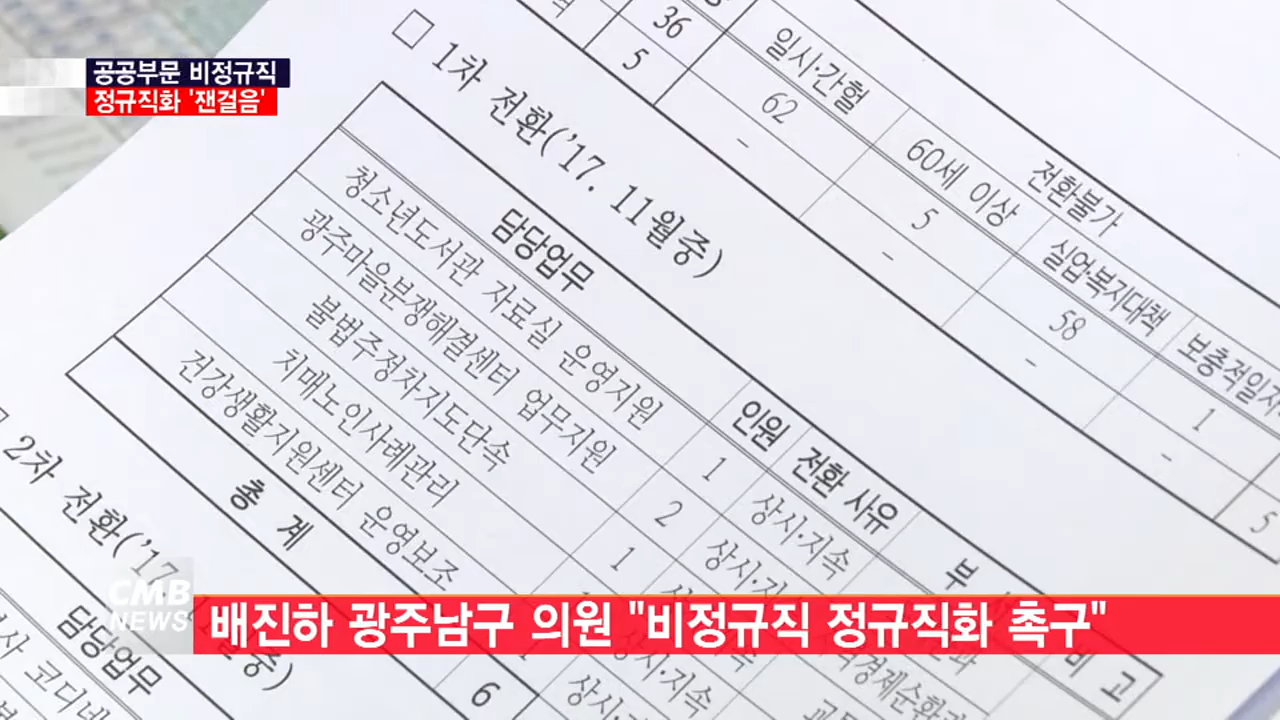 공공부문 비정규직
정규직화 '잰걸음'
36
5
일시·간헐
62
-
60세 이상
5
-
전환불가
실업·복지대책
58
-
1
-
5
□ 1차 전환('17. 11월중)
담당업무
인원
전환 사유
부
비 고
청소년도서관 자료실 운영지원
1
상시·지속
광주마을분쟁해결센터 업무지원
2
불법주정차지도단속
1
치매노인사례관리
건강생활지원센터 운영보조
1
상시·지속
총 계
6
2차 전환('17.
담당업무
CMB
NEWS
배진하 광주남구 의원 "비정규직 정규직화 촉구"